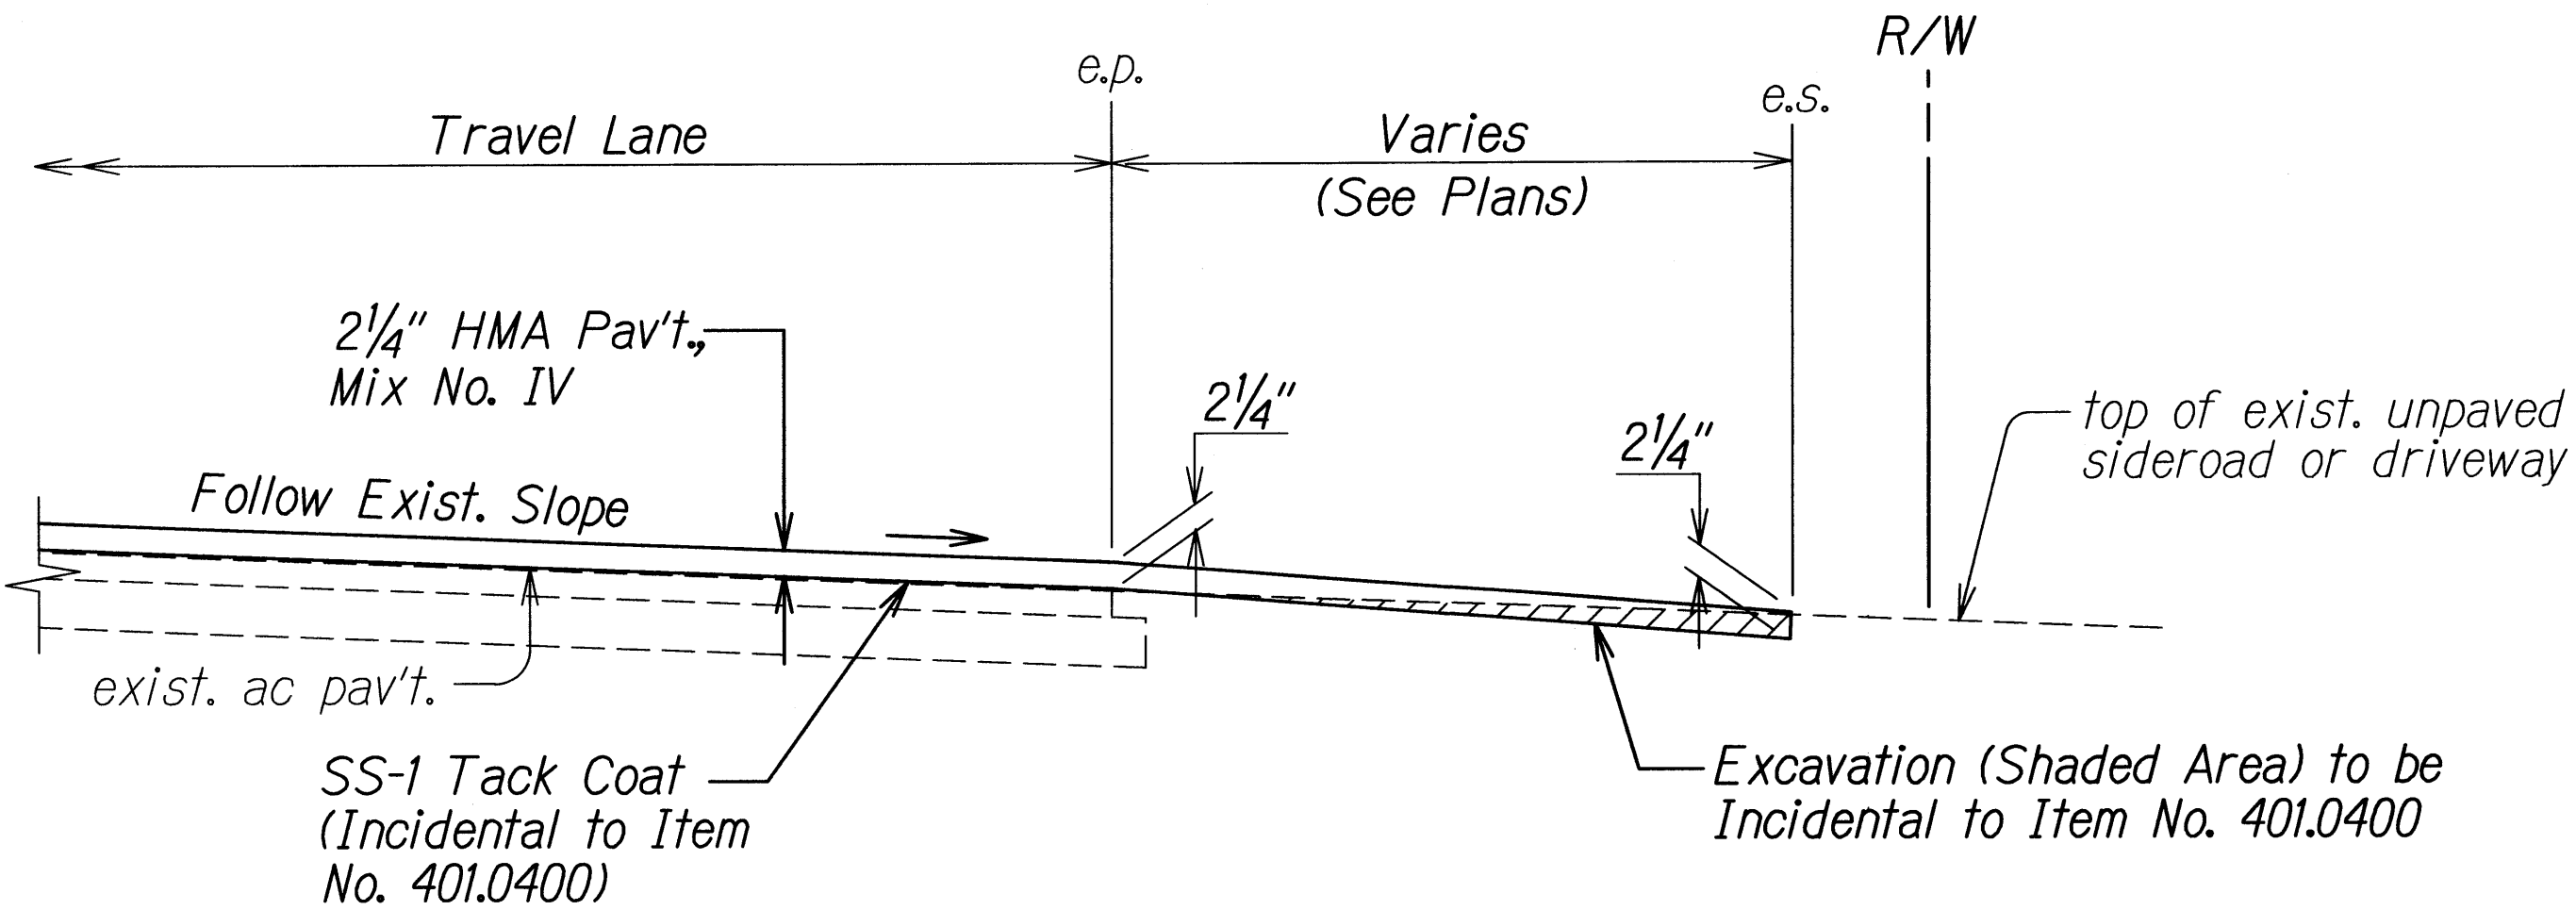 R/W
e.p.
e.s.
Travel Lane
Varies
(See Plans)
2¼" HMA Pav't.,
Mix No. IV
2¼"
2¼"
top of exist. unpaved
sideroad or driveway
Follow Exist. Slope
exist. ac pav't.
SS-1 Tack Coat
(Incidental to Item
No. 401.0400)
Excavation (Shaded Area) to be
Incidental to Item No. 401.0400